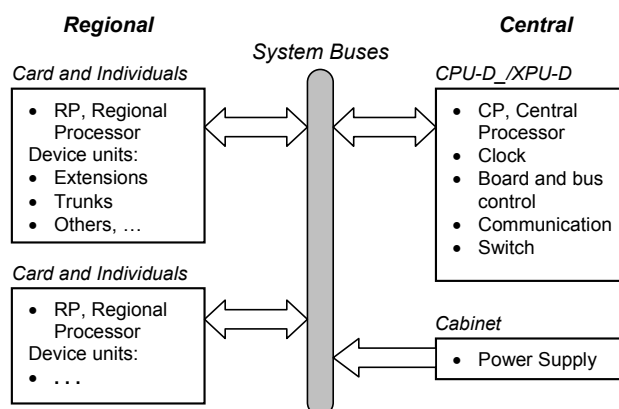 Regional
Central
System Buses
Card and Individuals
• RP, Regional
Processor
Device units:
• Extensions
• Trunks
• Others, …
CPU-D_/XPU-D
• CP, Central
Processor
• Clock
• Board and bus
control
• Communication
• Switch
Card and Individuals
• RP, Regional
Processor
Device units:
• . . .
Cabinet
• Power Supply